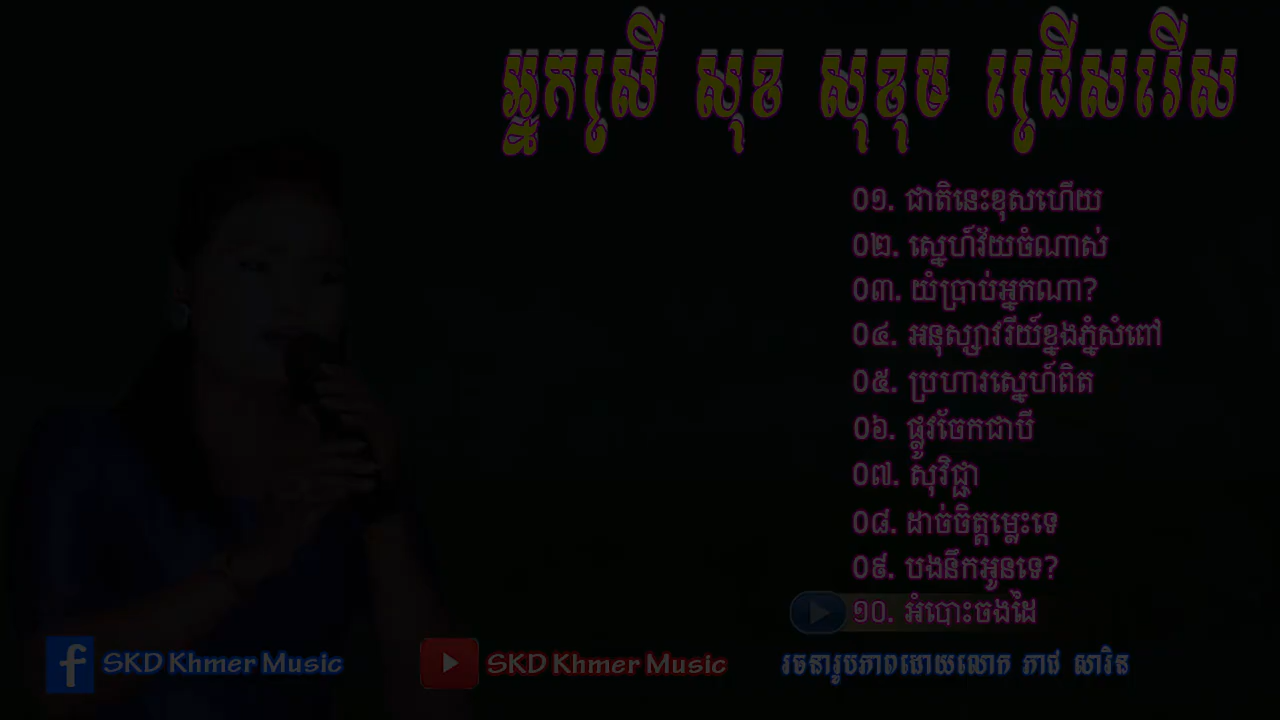 អ្នកស្រី សុខ សុខុម ជ្រើសរើស
០១. ជាតិនេះខុសហើយ
០២. ស្នេហ៍វ័យចំណាស់
០៣. យំប្រាប់អ្នកណា?
០៤. អនុស្សាវរីយ៍ខ្នងភ្នំសំពៅ
០៥. ប្រហារស្នេហ៍ពិត
០៦. ផ្លូវចែកជាបី
០៧. សុវិជ្ជា
០៨. ដាច់ចិត្តម្លេះទេ
០៩. បងនឹកអូនទេ?
១០. អំបោះចងដៃ
SKD Khmer Music SKD Khmer Music រចនារូបភាពដោយលោក ភាជ សារិន